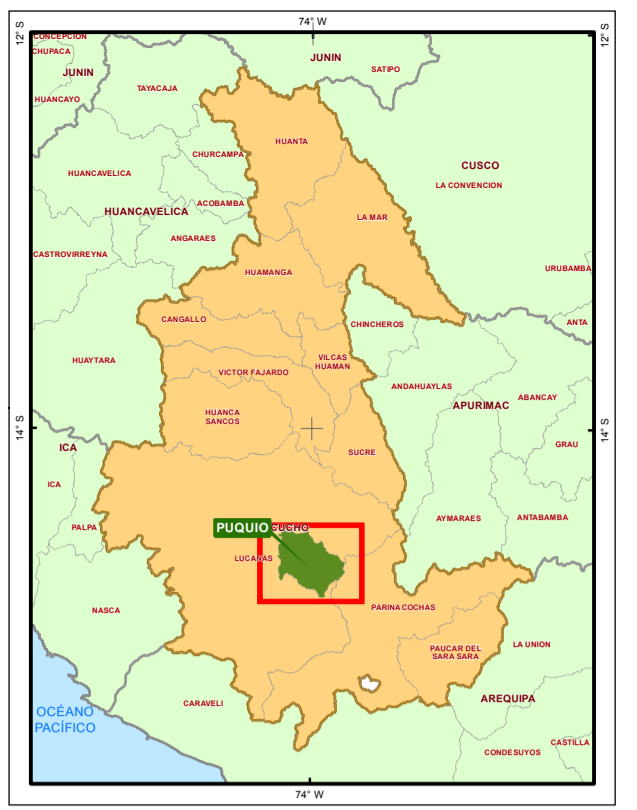 74° W
12° S
12° S
CONCEPCION
CHUPACA
JUNIN
JUNIN
SATIPO
TAYACAJA
HUANCAYO
HUANTA
CHURCAMPA
CUSCO
HUANCAVELICA
LA CONVENCION
ACOBAMBA
HUANCAVELICA
LA MAR
ANGARAES
CASTROVIRREYNA
HUAMANGA
URUBAMBA
CANGALLO
CHINCHEROS
ANTA
VILCAS
HUAMAN
HUAYTARA
VICTOR FAJARDO
ANDAHUAYLAS
ABANCAY
APURIMAC
HUANCA
SANCOS
14° S
14° S
GRAU
ICA
SUCRE
ICA
AYMARAES
ANTABAMBA
PALPA
PUQUIO
CUCHO
LUCANAS
NASCA
PARINACOCHAS
PAUCAR DEL
SARA SARA
LA UNION
CARAVELI
AREQUIPA
OCÉANO
PACÍFICO
CASTILLA
CONDESUYOS
74° W